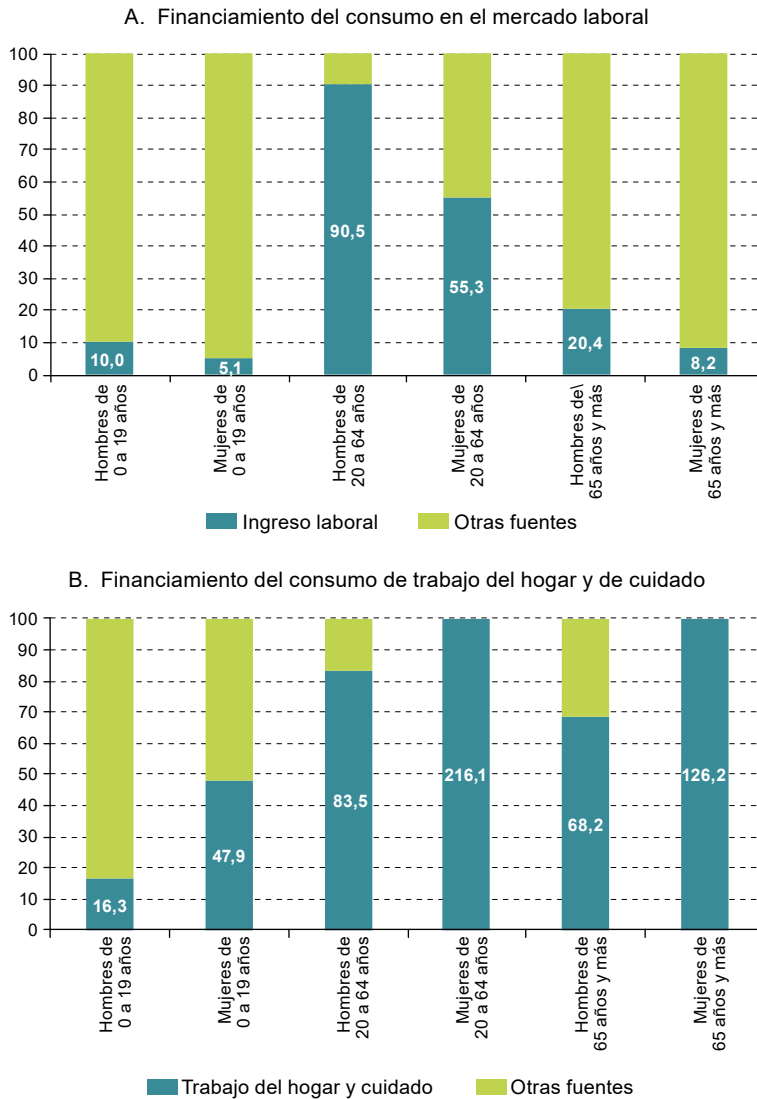 A. Financiamiento del consumo en el mercado laboral
100
90
80
70
60
50
40
30
20
10
0
10,0
5,1
90,5
55,3
20,4
8,2
Hombres de
0 a 19 años
Mujeres de
0 a 19 años
Hombres de
20 a 64 años
Mujeres de
20 a 64 años
Hombres de\
65 años y más
Mujeres de
65 años y más
Ingreso laboral
Otras fuentes
B. Financiamiento del consumo de trabajo del hogar y de cuidado
100
90
80
70
60
50
40
30
20
10
0
16,3
47,9
83,5
216,1
68,2
126,2
Hombres de
0 a 19 años
Mujeres de
0 a 19 años
Hombres de
20 a 64 años
Mujeres de
20 a 64 años
Hombres de
65 años y más
Mujeres de
65 años y más
Trabajo del hogar y cuidado
Otras fuentes